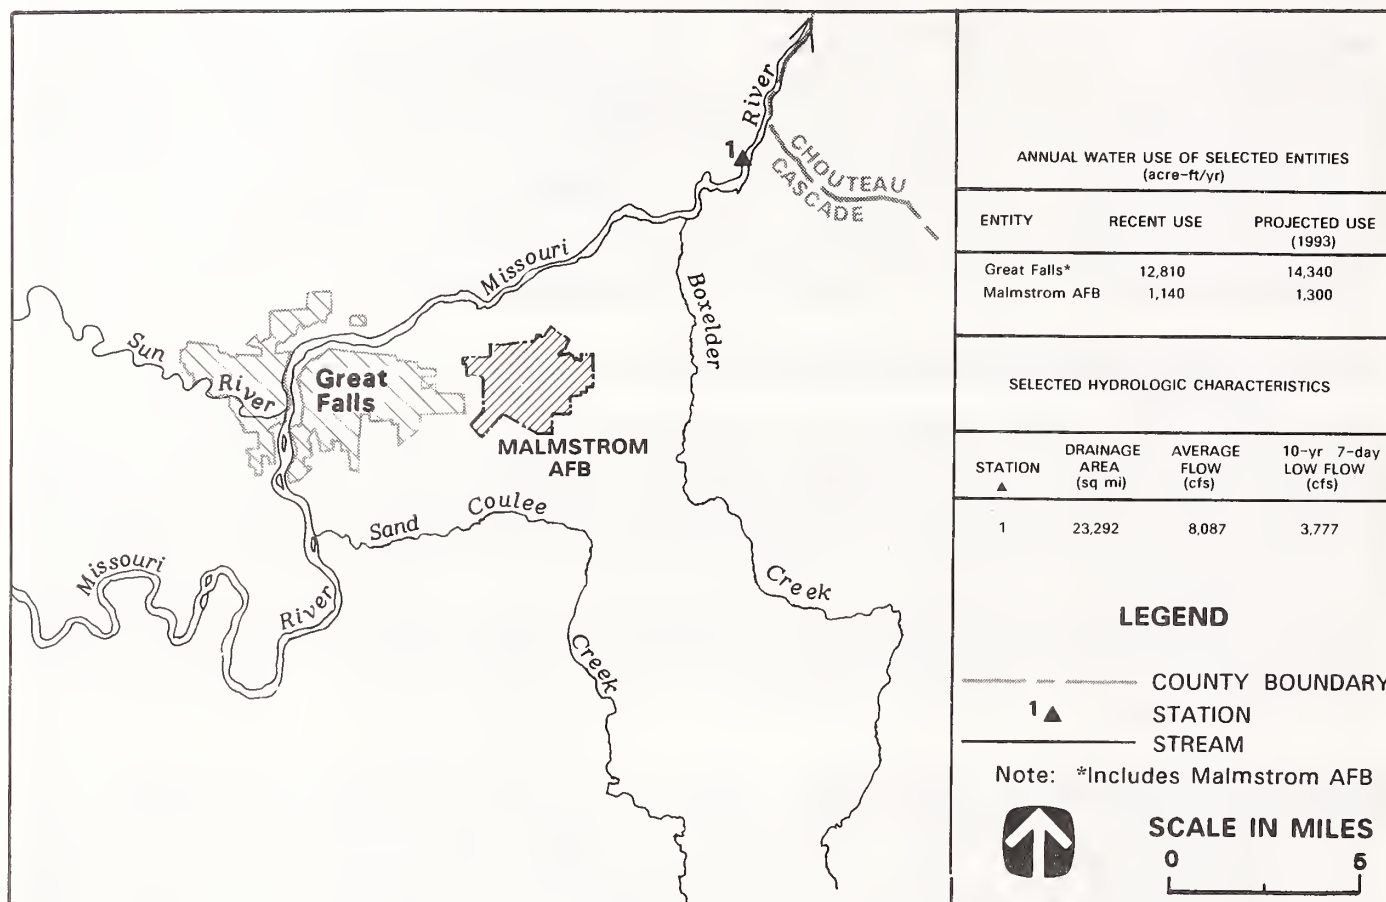 River
1
CHOUTEAU
CASCADE
Missouri
Boxelder
Sun
River
Great
Falls
MALMSTROM
AFB
Sand Coulee
Missouri
River
Creek
Creek
ANNUAL WATER USE OF SELECTED ENTITIES
(acre-ft/yr)
ENTITY RECENT USE PROJECTED USE
(1993)
Great Falls* 12,810 14,340
Malmstrom AFB 1,140 1,300
SELECTED HYDROLOGIC CHARACTERISTICS
STATION DRAINAGE AREA (sq mi) AVERAGE FLOW (cfs) 10-yr 7-day LOW FLOW (cfs)
1 23,292 8,087 3,777
LEGEND
COUNTY BOUNDARY
1 STATION
STREAM
Note: *Includes Malmstrom AFB
SCALE IN MILES
0 5